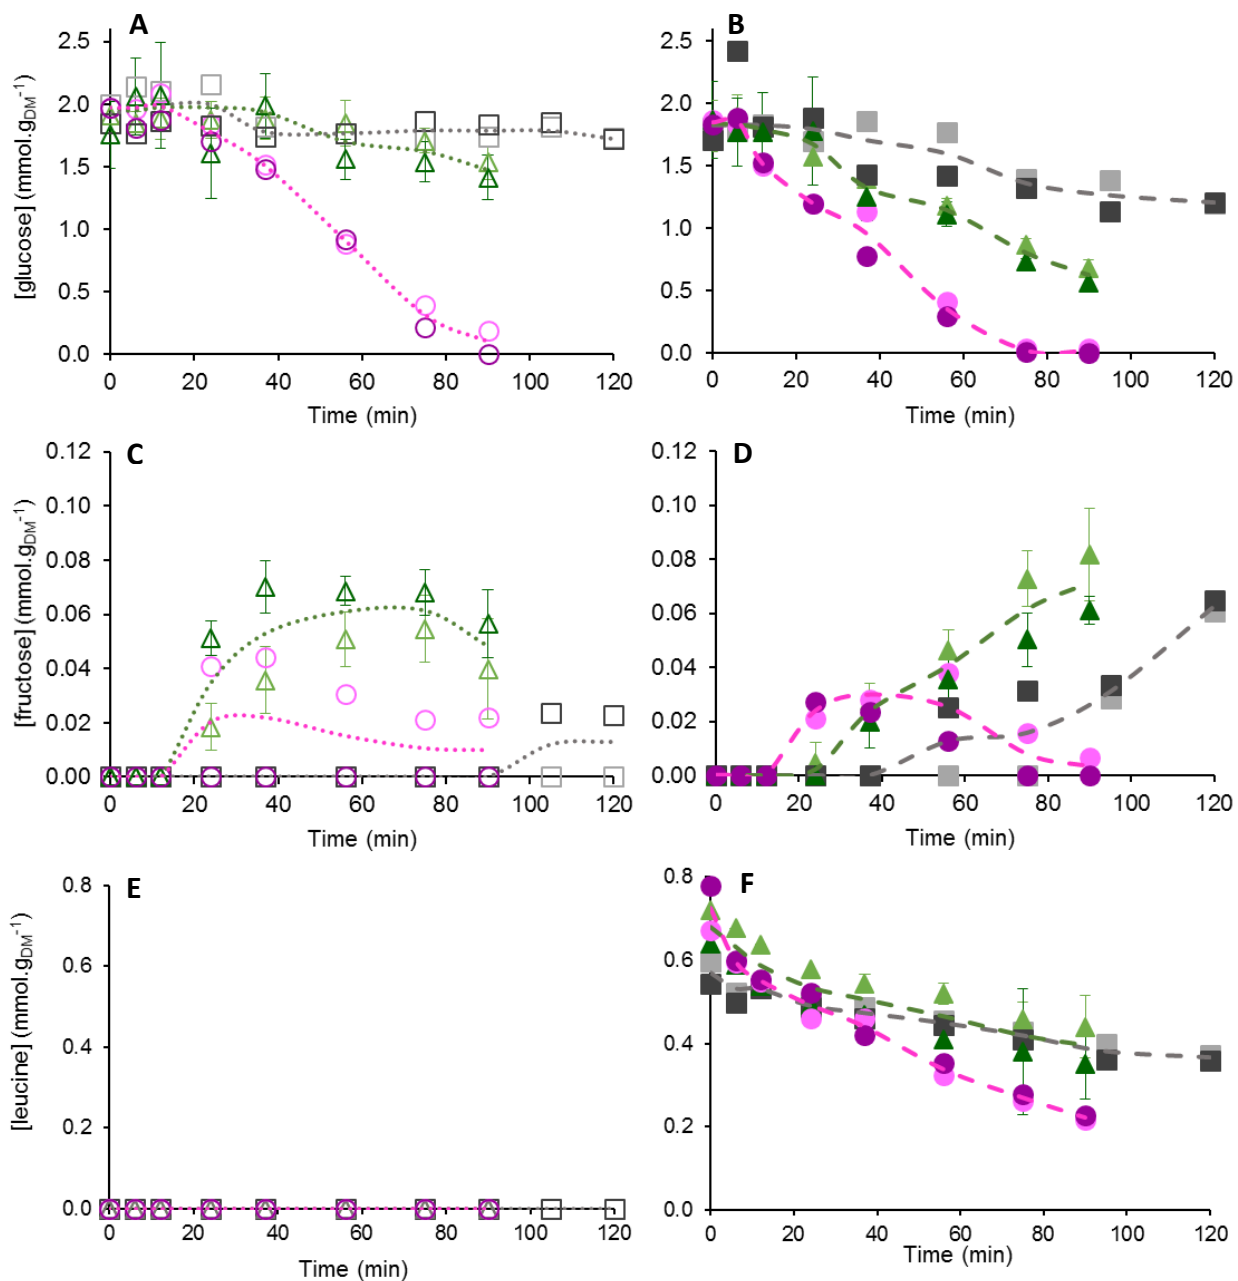 A
B
[glucose] (mmol.gDM⁻¹)
2.5
2.0
1.5
1.0
0.5
0.0
0 20 40 60 80 100 120
Time (min)
2.5
2.0
1.5
1.0
0.5
0.0
0 20 40 60 80 100 120
Time (min)
C
D
[fructose] (mmol.gDM⁻¹)
0.12
0.10
0.08
0.06
0.04
0.02
0.00
0 20 40 60 80 100 120
Time (min)
0.12
0.10
0.08
0.06
0.04
0.02
0.00
0 20 40 60 80 100 120
Time (min)
E
F
[leucine] (mmol.gDM⁻¹)
0.8
0.6
0.4
0.2
0.0
0 20 40 60 80 100 120
Time (min)
0.8
0.6
0.4
0.2
0.0
0 20 40 60 80 100 120
Time (min)